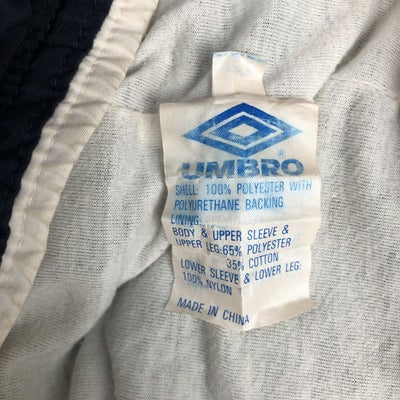 UMBRO®
SHELL: 100% POLYESTER WITH
POLYURETHANE BACKING
LINING:
BODY & UPPER SLEEVE &
UPPER LEG:65% POLYESTER
35% COTTON
LOWER SLEEVE & LOWER LEG:
100% NYLON
MADE IN CHINA